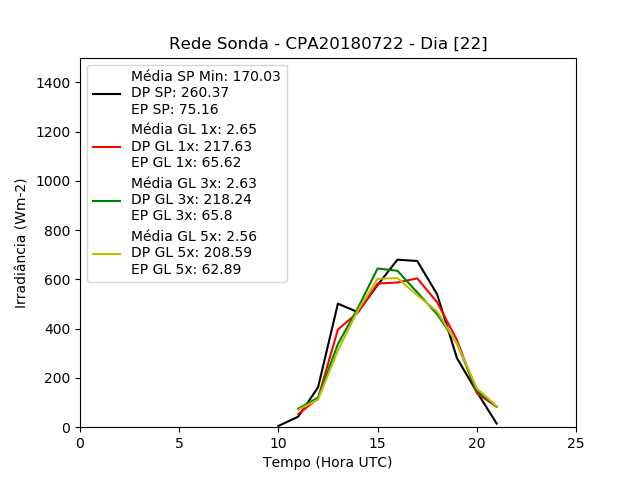 Rede Sonda - CPA20180722 - Dia [22]
Irradiância (Wm-2)
1400
1200
1000
800
600
400
200
0
Média SP Min: 170.03
DP SP: 260.37
EP SP: 75.16
Média GL 1x: 2.65
DP GL 1x: 217.63
EP GL 1x: 65.62
Média GL 3x: 2.63
DP GL 3x: 218.24
EP GL 3x: 65.8
Média GL 5x: 2.56
DP GL 5x: 208.59
EP GL 5x: 62.89
0 5 10 15 20 25
Tempo (Hora UTC)